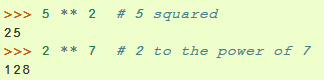 >>> 5 ** 2  # 5 squared
25
>>> 2 ** 7  # 2 to the power of 7
128